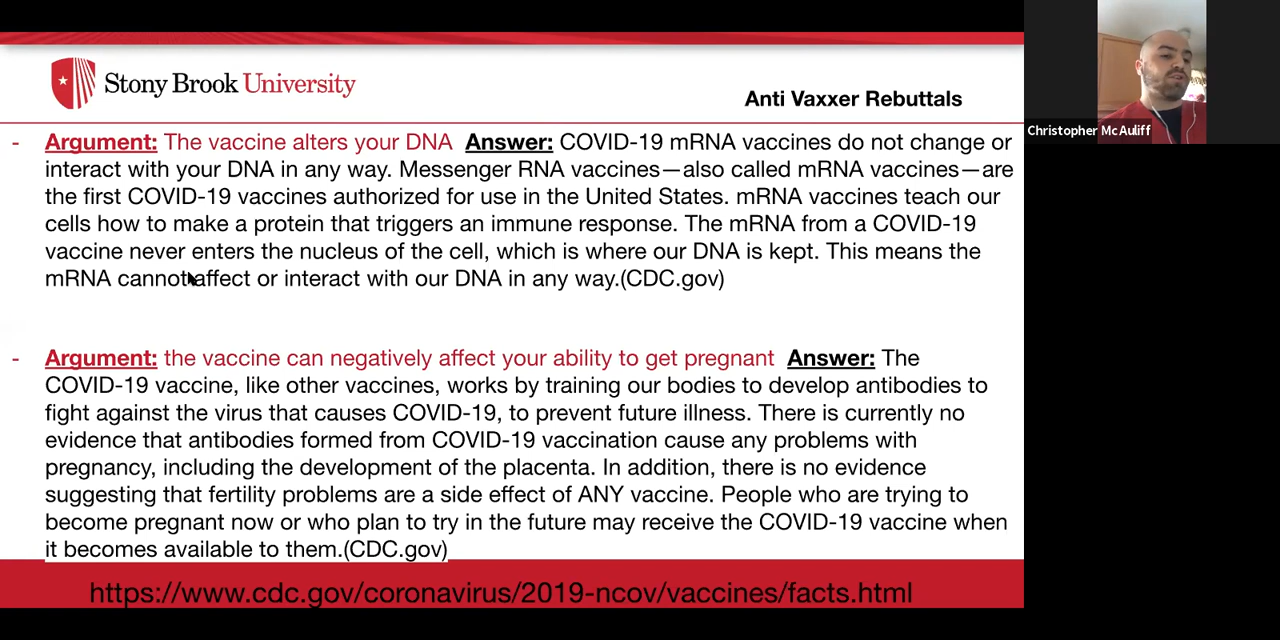 Stony Brook University
Anti Vaxxer Rebuttals
- Argument: The vaccine alters your DNA Answer: COVID-19 mRNA vaccines do not change or
interact with your DNA in any way. Messenger RNA vaccines—also called mRNA vaccines—are
the first COVID-19 vaccines authorized for use in the United States. mRNA vaccines teach our
cells how to make a protein that triggers an immune response. The mRNA from a COVID-19
vaccine never enters the nucleus of the cell, which is where our DNA is kept. This means the
mRNA cannot affect or interact with our DNA in any way.(CDC.gov)
- Argument: the vaccine can negatively affect your ability to get pregnant Answer: The
COVID-19 vaccine, like other vaccines, works by training our bodies to develop antibodies to
fight against the virus that causes COVID-19, to prevent future illness. There is currently no
evidence that antibodies formed from COVID-19 vaccination cause any problems with
pregnancy, including the development of the placenta. In addition, there is no evidence
suggesting that fertility problems are a side effect of ANY vaccine. People who are trying to
become pregnant now or who plan to try in the future may receive the COVID-19 vaccine when
it becomes available to them.(CDC.gov)
https://www.cdc.gov/coronavirus/2019-ncov/vaccines/facts.html
Christopher McAuliff